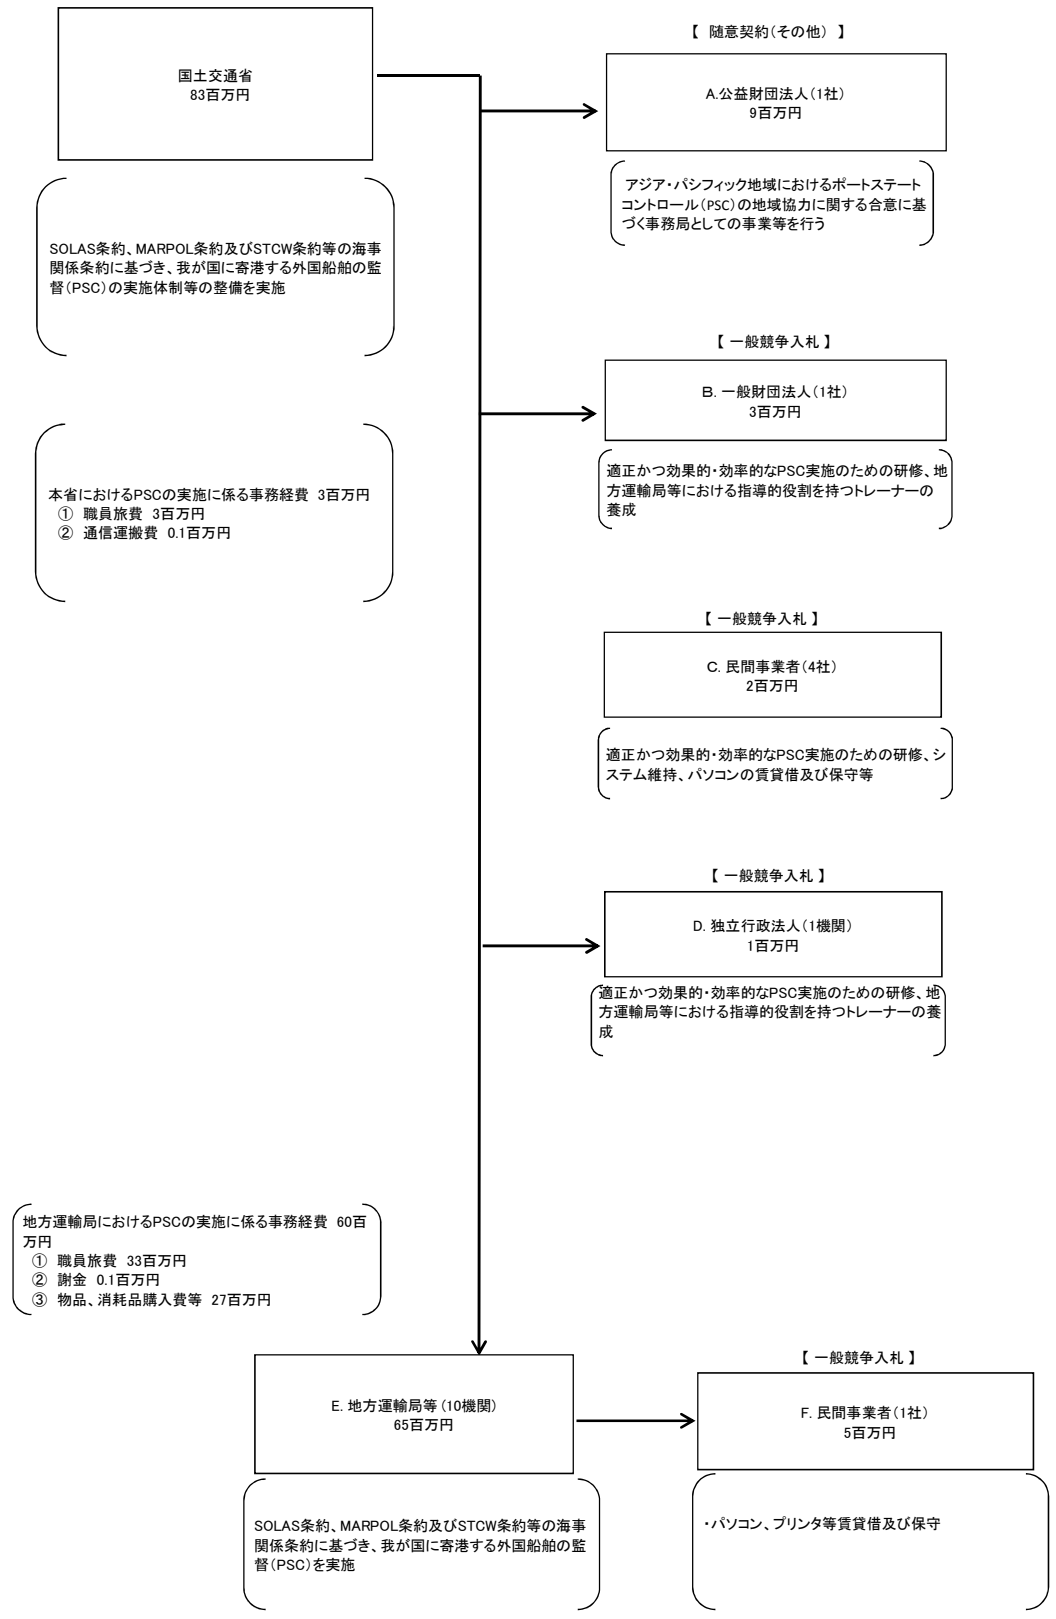 国土交通省
83百万円
SOLAS条約、MARPOL条約及びSTCW条約等の海事
関係条約に基づき、我が国に寄港する外国船舶の監
督(PSC)の実施体制等の整備を実施
本省におけるPSCの実施に係る事務経費 3百万円
① 職員旅費 3百万円
② 通信運搬費 0.1百万円
【 随意契約(その他) 】
A.公益財団法人(1社)
9百万円
アジア・パシフィック地域におけるポートステート
コントロール(PSC)の地域協力に関する合意に基
づく事務局としての事業等を行う
【 一般競争入札 】
B. 一般財団法人(1社)
3百万円
適正かつ効果的・効率的なPSC実施のための研修、地
方運輸局等における指導的役割を持つトレーナーの
養成
【 一般競争入札 】
C. 民間事業者(4社)
2百万円
適正かつ効果的・効率的なPSC実施のための研修、シ
ステム維持、パソコンの賃貸借及び保守等
【 一般競争入札 】
D. 独立行政法人(1機関)
1百万円
適正かつ効果的・効率的なPSC実施のための研修、地
方運輸局等における指導的役割を持つトレーナーの養
成
地方運輸局におけるPSCの実施に係る事務経費 60百
万円
① 職員旅費 33百万円
② 謝金 0.1百万円
③ 物品、消耗品購入費等 27百万円
E. 地方運輸局等(10機関)
65百万円
SOLAS条約、MARPOL条約及びSTCW条約等の海事
関係条約に基づき、我が国に寄港する外国船舶の監
督(PSC)を実施
【 一般競争入札 】
F. 民間事業者(1社)
5百万円
・パソコン、プリンタ等賃貸借及び保守